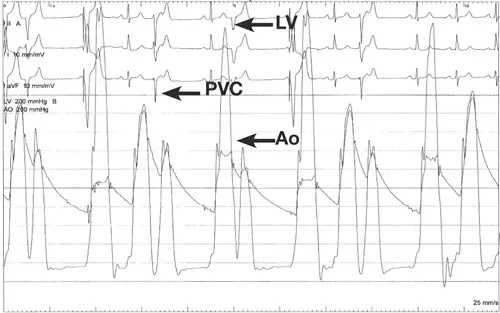 II A
LV
10 mm/mV
PVC
aVF 10 mm/mV
LV 200 mmHg B
AO 200 mmHg
Ao
25 mm/s